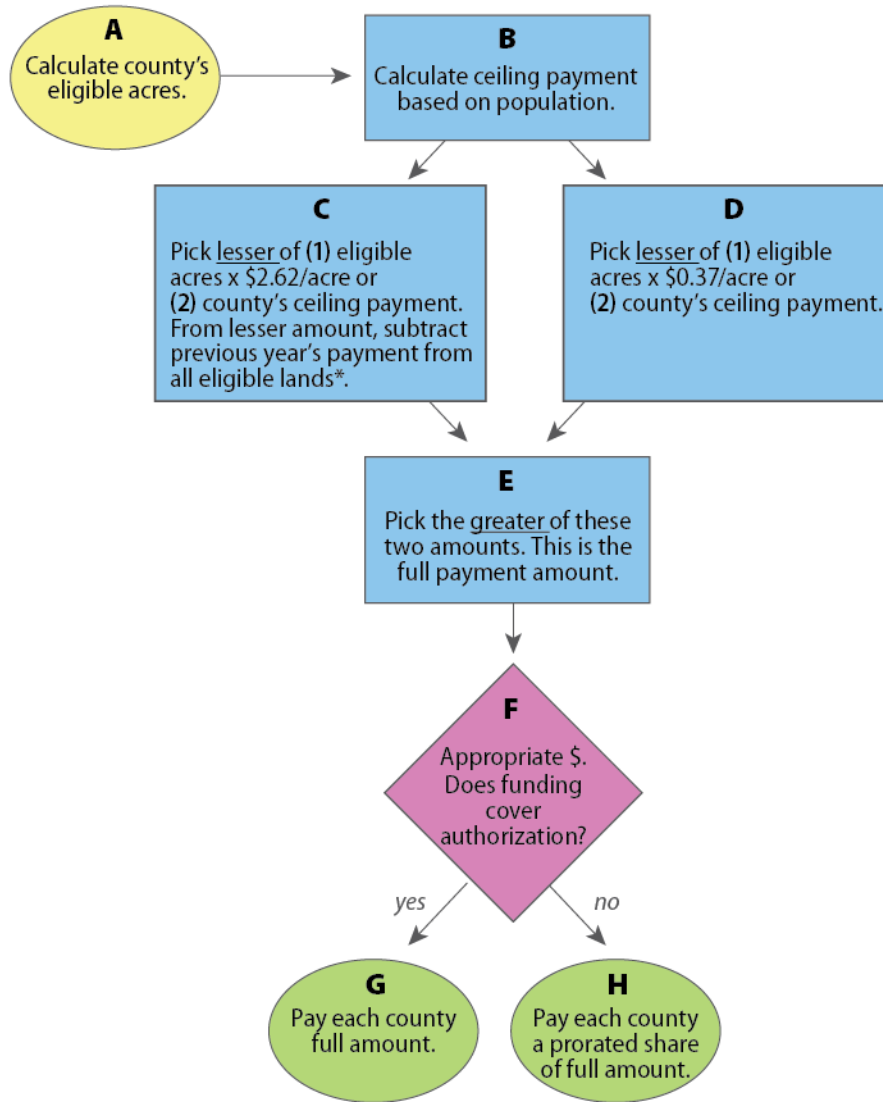 A
Calculate county's
eligible acres.
B
Calculate ceiling payment
based on population.
C
Pick lesser of (1) eligible
acres x $2.62/acre or
(2) county's ceiling payment.
From lesser amount, subtract
previous year's payment from
all eligible lands*.
D
Pick lesser of (1) eligible
acres x $0.37/acre or
(2) county's ceiling payment.
E
Pick the greater of these
two amounts. This is the
full payment amount.
F
Appropriate $.
Does funding
cover
authorization?
yes
no
G
Pay each county
full amount.
H
Pay each county
a prorated share
of full amount.